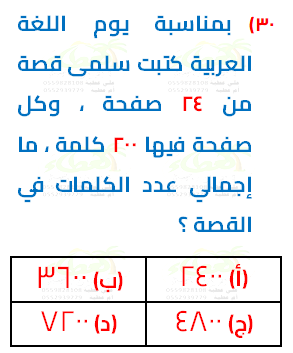 ٣٠) بمناسبة يوم اللغة
العربية كتبت سلمى قصة
من ٢٤ صفحة ، وكل
صفحة فيها ٢٠٠ كلمة ، ما
إجمالي عدد الكلمات في
القصة ؟
(أ) ٢٤٠٠ (ب) ٣٦٠٠
(ج) ٤٨٠٠ (د) ٧٢٠٠